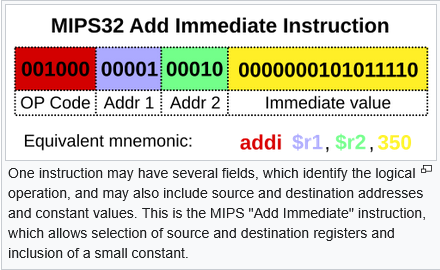 MIPS32 Add Immediate Instruction
001000 00001 00010 0000000101011110
OP Code Addr 1 Addr 2 Immediate value
Equivalent mnemonic: addi $r1, $r2, 350
One instruction may have several fields, which identify the logical
operation, and may also include source and destination addresses
and constant values. This is the MIPS "Add Immediate" instruction,
which allows selection of source and destination registers and
inclusion of a small constant.